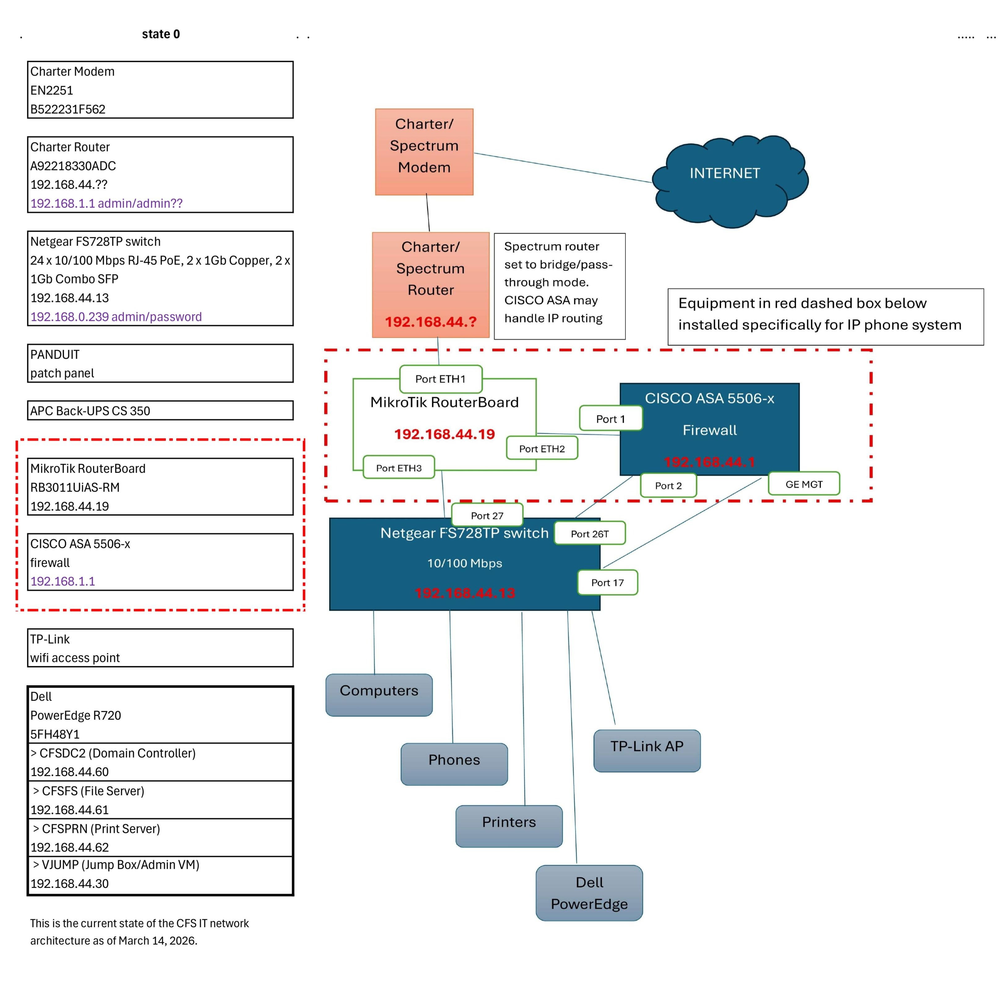 . state 0 . . ..... ...
Charter Modem
EN2251
B522231F562
Charter Router
A92218330ADC
192.168.44.??
192.168.1.1 admin/admin??
Netgear FS728TP switch
24 x 10/100 Mbps RJ-45 PoE, 2 x 1Gb Copper, 2 x
1Gb Combo SFP
192.168.44.13
192.168.0.239 admin/password
PANDUIT
patch panel
APC Back-UPS CS 350
MikroTik RouterBoard
RB3011UiAS-RM
192.168.44.19
CISCO ASA 5506-x
firewall
192.168.1.1
TP-Link
wifi access point
Dell
PowerEdge R720
5FH48Y1
> CFSDC2 (Domain Controller)
192.168.44.60
> CFSFS (File Server)
192.168.44.61
> CFSPRN (Print Server)
192.168.44.62
> VJUMP (Jump Box/Admin VM)
192.168.44.30
This is the current state of the CFS IT network
architecture as of March 14, 2026.
Charter/
Spectrum
Modem
INTERNET
Charter/
Spectrum
Router
192.168.44.?
Spectrum router
set to bridge/pass-
through mode.
CISCO ASA may
handle IP routing
Equipment in red dashed box below
installed specifically for IP phone system
Port ETH1
MikroTik RouterBoard
192.168.44.19
Port ETH2
Port ETH3
Port 1
CISCO ASA 5506-x
Firewall
192.168.44.1
Port 2
GE MGT
Port 27
Netgear FS728TP switch
Port 26T
10/100 Mbps
192.168.44.13
Port 17
Computers
Phones
TP-Link AP
Printers
Dell
PowerEdge